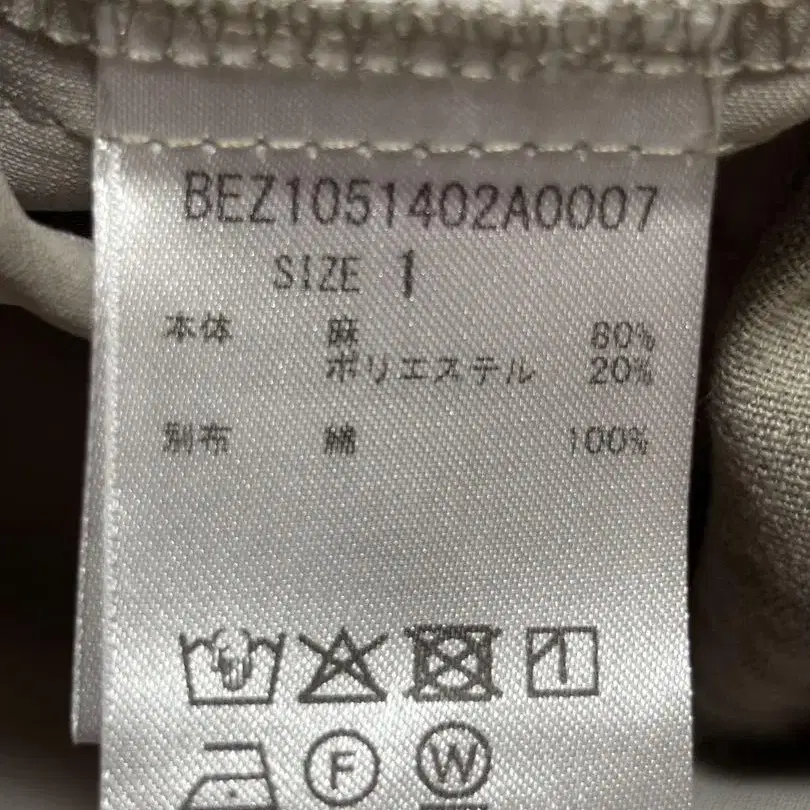 BEZ1051402A0007
SIZE 1
本体 麻 80%
ポリエステル 20%
別布 綿 100%
F W